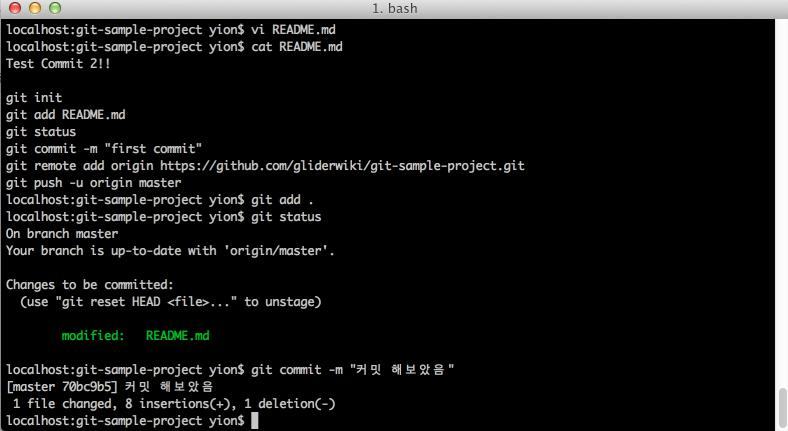 1. bash
localhost:git-sample-project yion$ vi README.md
localhost:git-sample-project yion$ cat README.md
Test Commit 2!!

git init
git add README.md
git status
git commit -m "first commit"
git remote add origin https://github.com/gliderwiki/git-sample-project.git
git push -u origin master
localhost:git-sample-project yion$ git add .
localhost:git-sample-project yion$ git status
On branch master
Your branch is up-to-date with 'origin/master'.

Changes to be committed:
  (use "git reset HEAD <file>..." to unstage)

        modified:   README.md

localhost:git-sample-project yion$ git commit -m "커밋 해보았음"
[master 70bc9b5] 커밋 해보았음
 1 file changed, 8 insertions(+), 1 deletion(-)
localhost:git-sample-project yion$